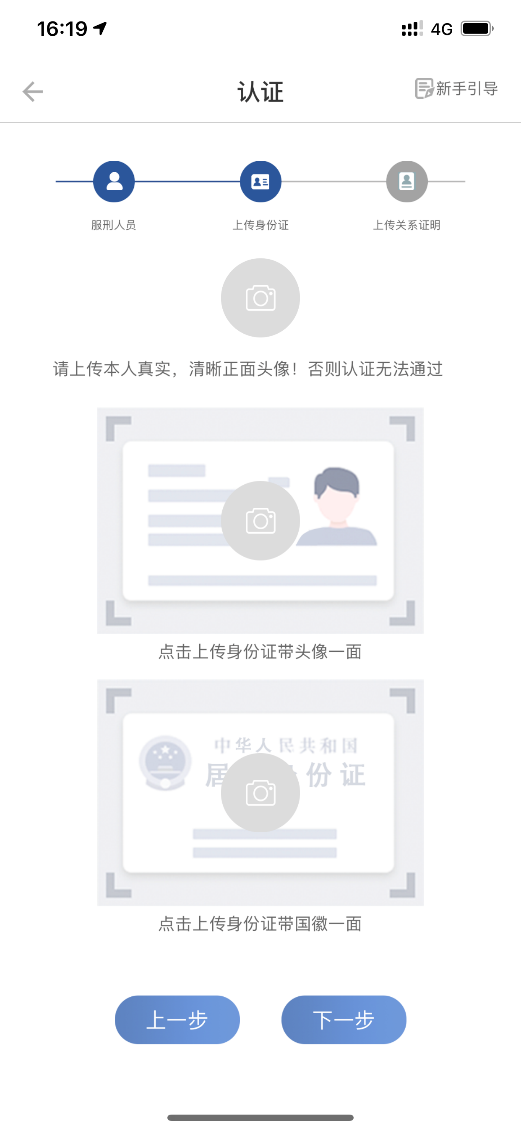 16:19
4G
认证
新手引导
服刑人员
上传身份证
上传关系证明
请上传本人真实，清晰正面头像！否则认证无法通过
点击上传身份证带头像一面
中华人民共和国
居 份证
点击上传身份证带国徽一面
上一步
下一步